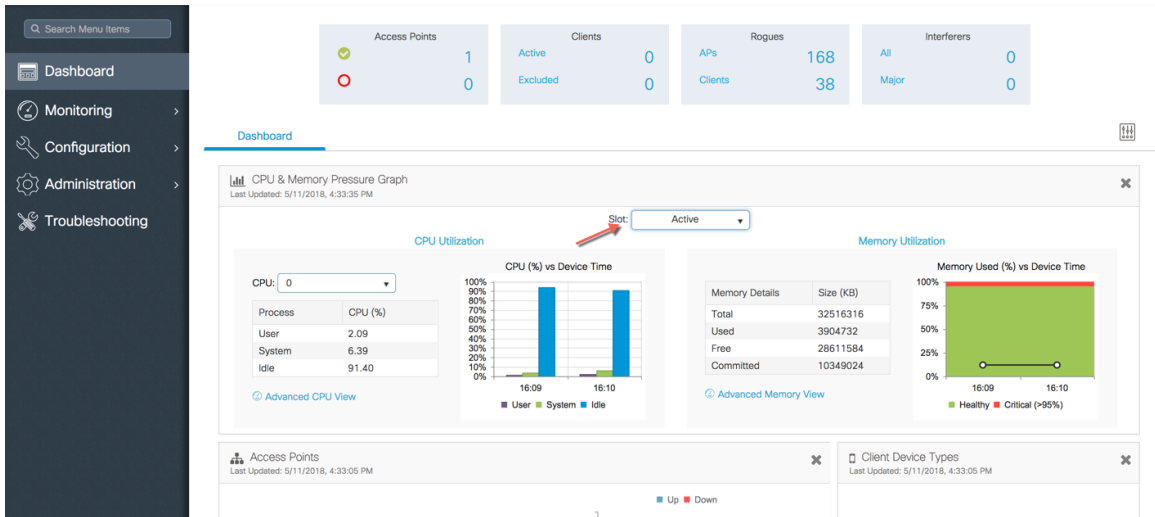 Search Menu Items
Dashboard
Monitoring
Configuration
Administration
Troubleshooting
Access Points
1
0
Clients
Active 0
Excluded 0
Rogues
APs 168
Clients 38
Interferers
All 0
Major 0
Dashboard
CPU & Memory Pressure Graph
Last Updated: 5/11/2018, 4:33:35 PM
Slot: Active
CPU Utilization
CPU: 0
Process CPU (%)
User 2.09
System 6.39
Idle 91.40
Advanced CPU View
CPU (%) vs Device Time
100%
90%
80%
70%
60%
50%
40%
30%
20%
10%
0%
16:09 16:10
User System Idle
Memory Utilization
Memory Details Size (KB)
Total 32516316
Used 3904732
Free 28611584
Committed 10349024
Advanced Memory View
Memory Used (%) vs Device Time
100%
75%
50%
25%
0%
16:09 16:10
Healthy Critical (>95%)
Access Points
Last Updated: 5/11/2018, 4:33:05 PM
Up Down
Client Device Types
Last Updated: 5/11/2018, 4:33:05 PM